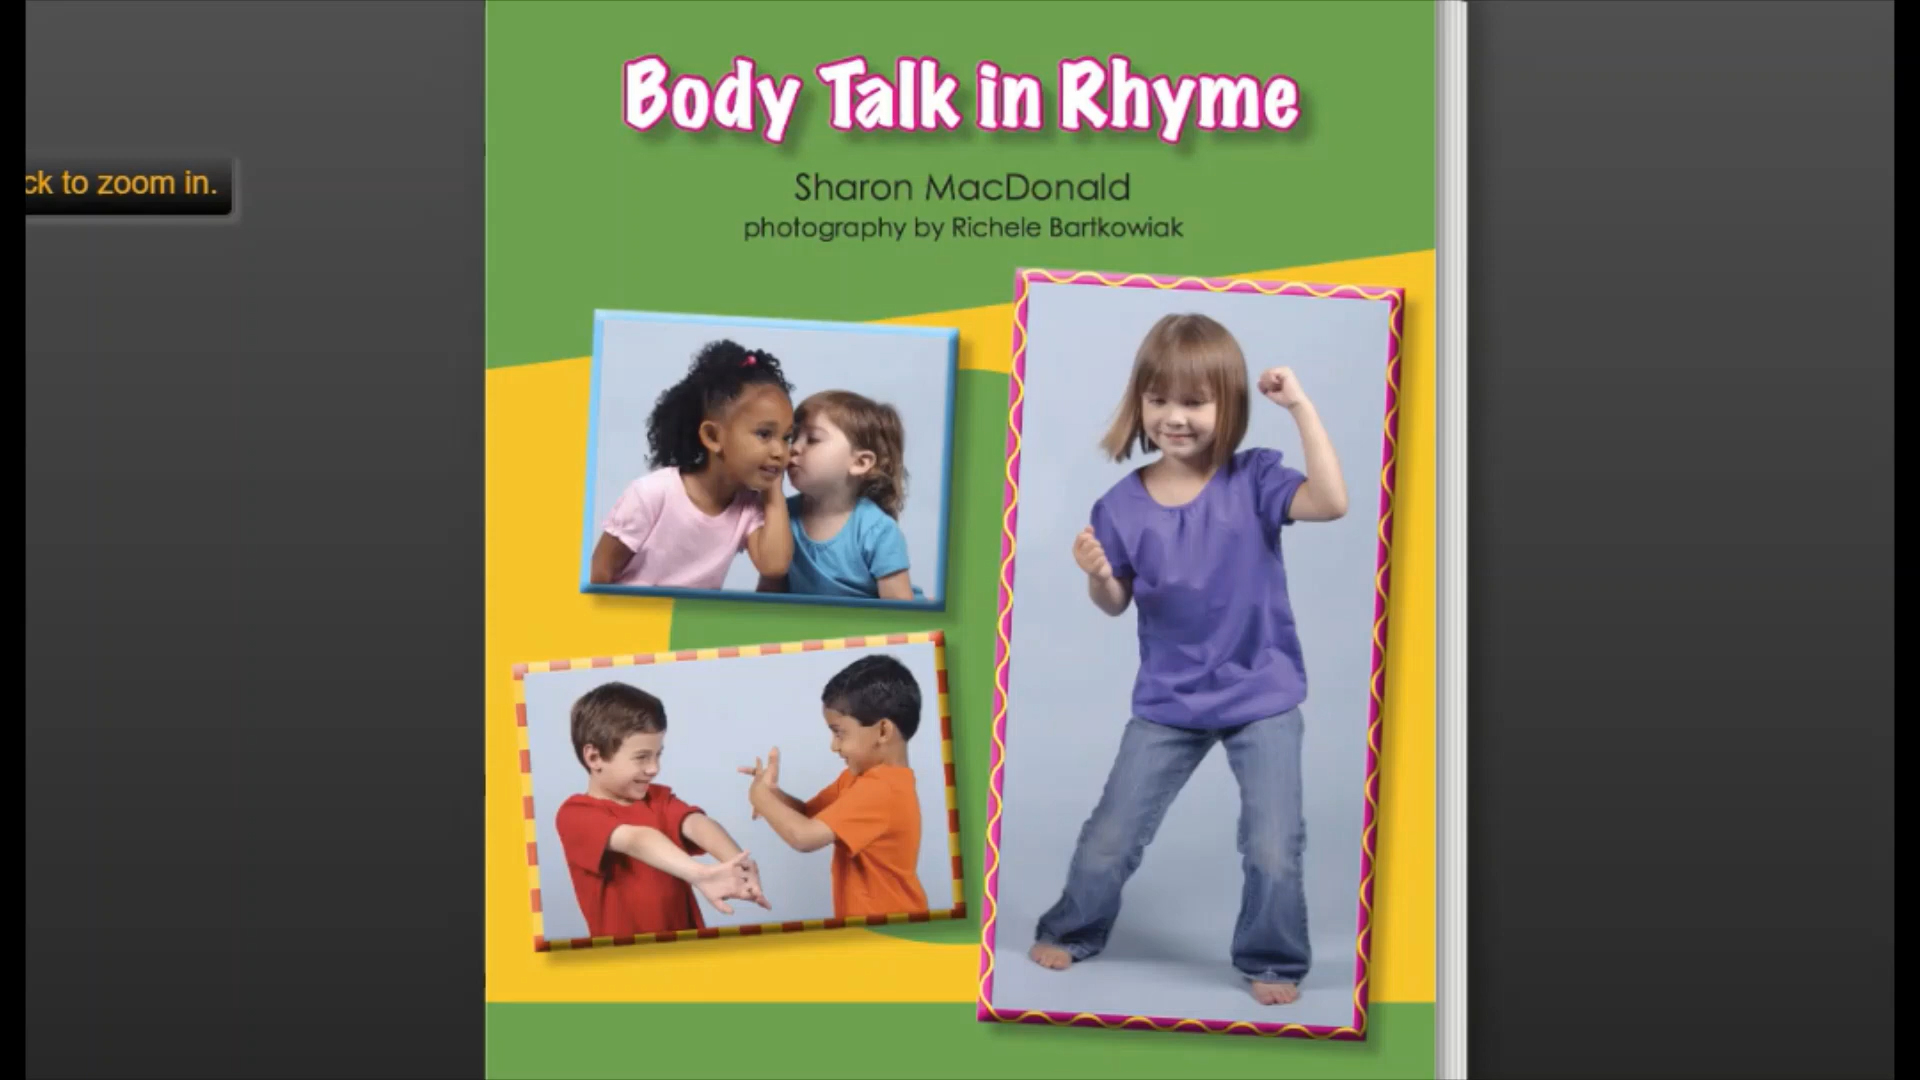 Body Talk in Rhyme
Sharon MacDonald
photography by Richele Bartkowiak
ck to zoom in.